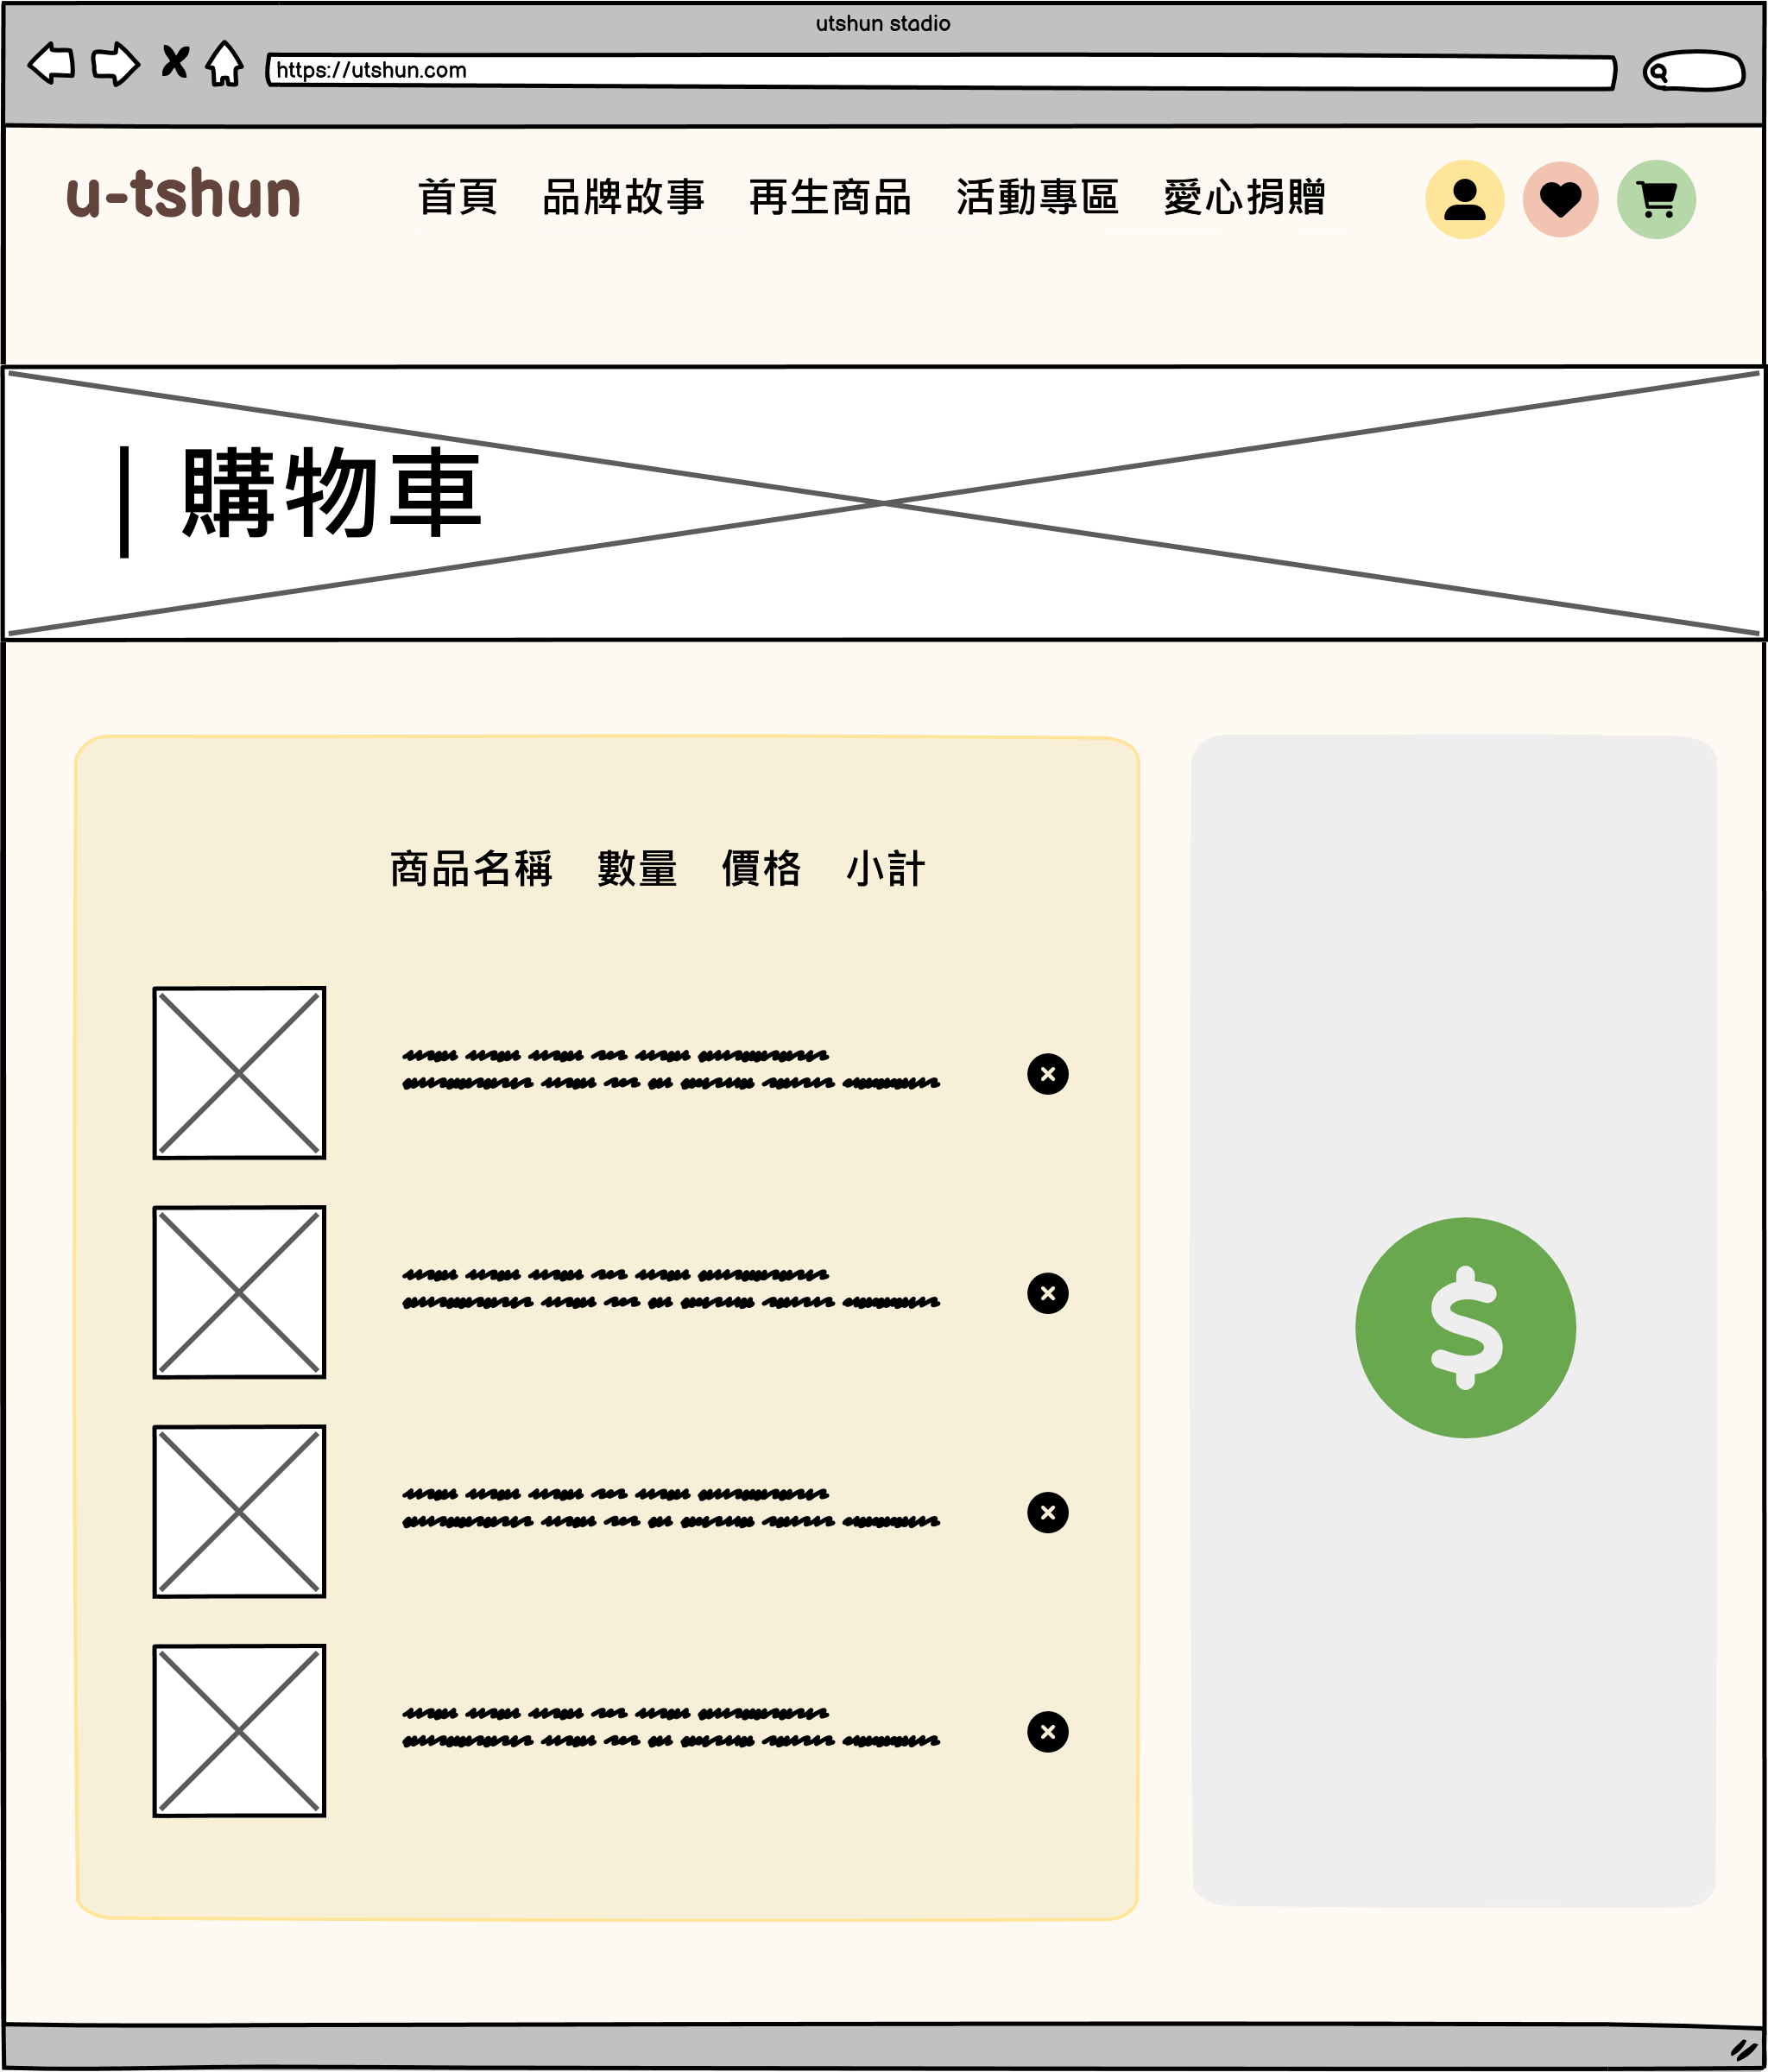 utshun stadio
https://utshun.com
u-tshun 首頁 品牌故事 再生商品 活動專區 愛心捐贈
購物車
商品名稱 數量 價格 小計